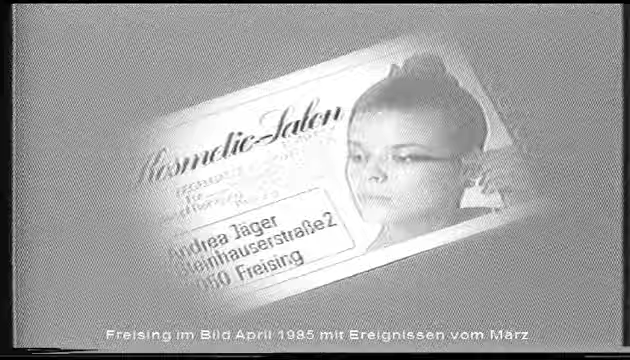 Kosmetic-Salon
Andrea Jäger
Steinhauserstraße 2
8050 Freising
Freising im Bild April 1985 mit Ereignissen vom März